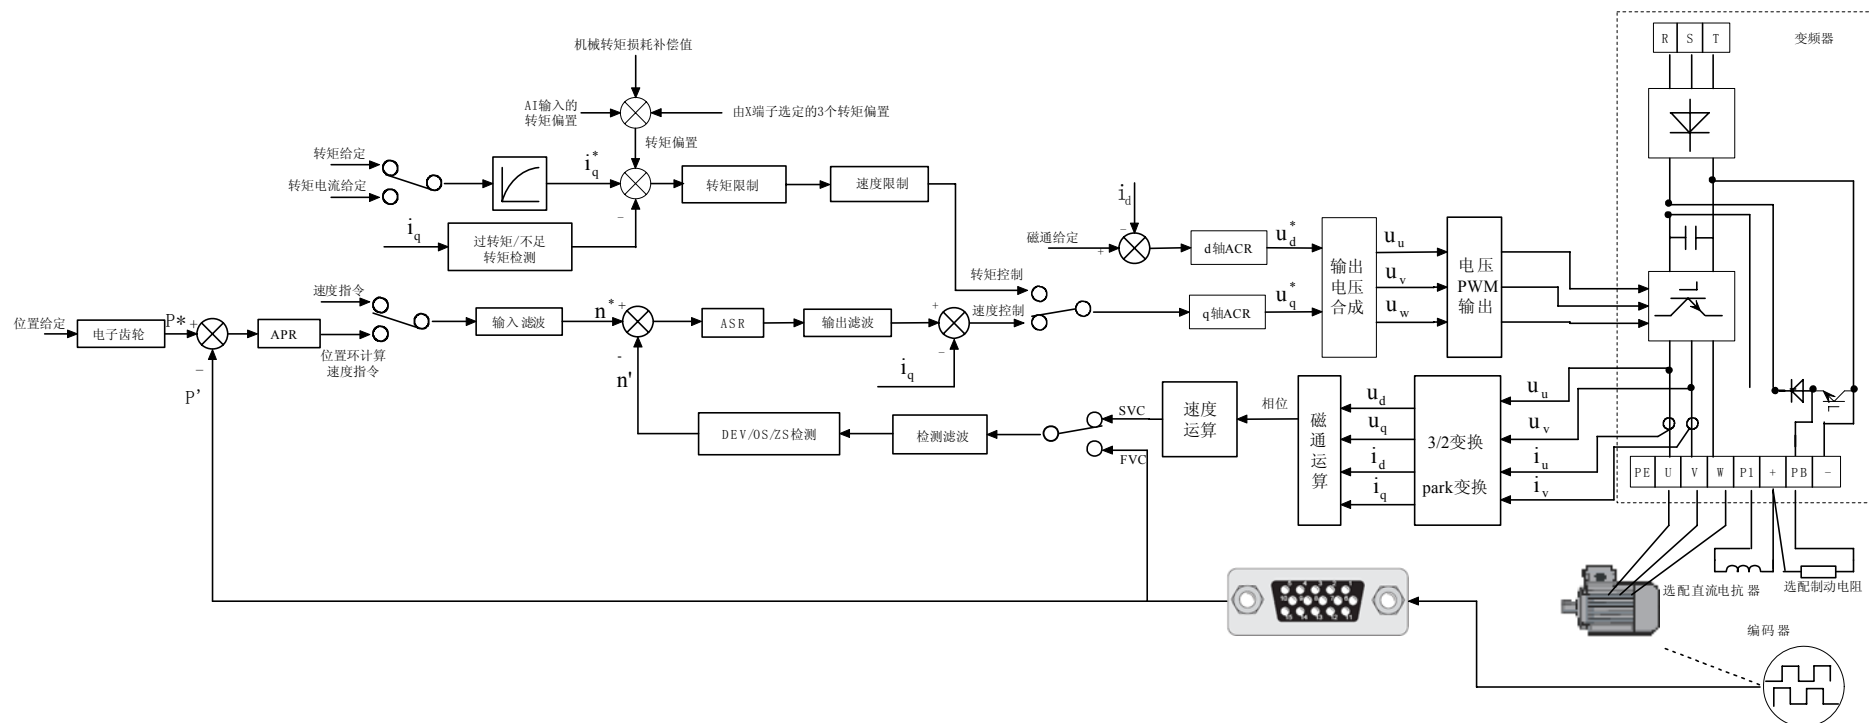 机械转矩损耗补偿值
AI输入的
转矩偏置
由X端子选定的3个转矩偏置
转矩偏置
转矩给定
转矩电流给定
i*q
转矩限制
速度限制
iq
过转矩/不足
转矩检测
−
位置给定
电子齿轮
P*
+
−
P'
APR
速度指令
位置环计算
速度指令
输入滤波
n*
+
-
n'
ASR
输出滤波
+
−
iq
转矩控制
速度控制
id
−
磁通给定
+
d轴ACR
u*d
q轴ACR
u*q
输出
电压
合成
uu
uv
uw
电压
PWM
输出
变频器
R S T
DEV/OS/ZS检测
检测滤波
SVC
FVC
速度
运算
相位
磁
通
运
算
ud
uq
id
iq
3/2变换
park变换
uu
uv
iu
iv
PE U V W P1 + PB −
选配直流电抗器
选配制动电阻
编码器